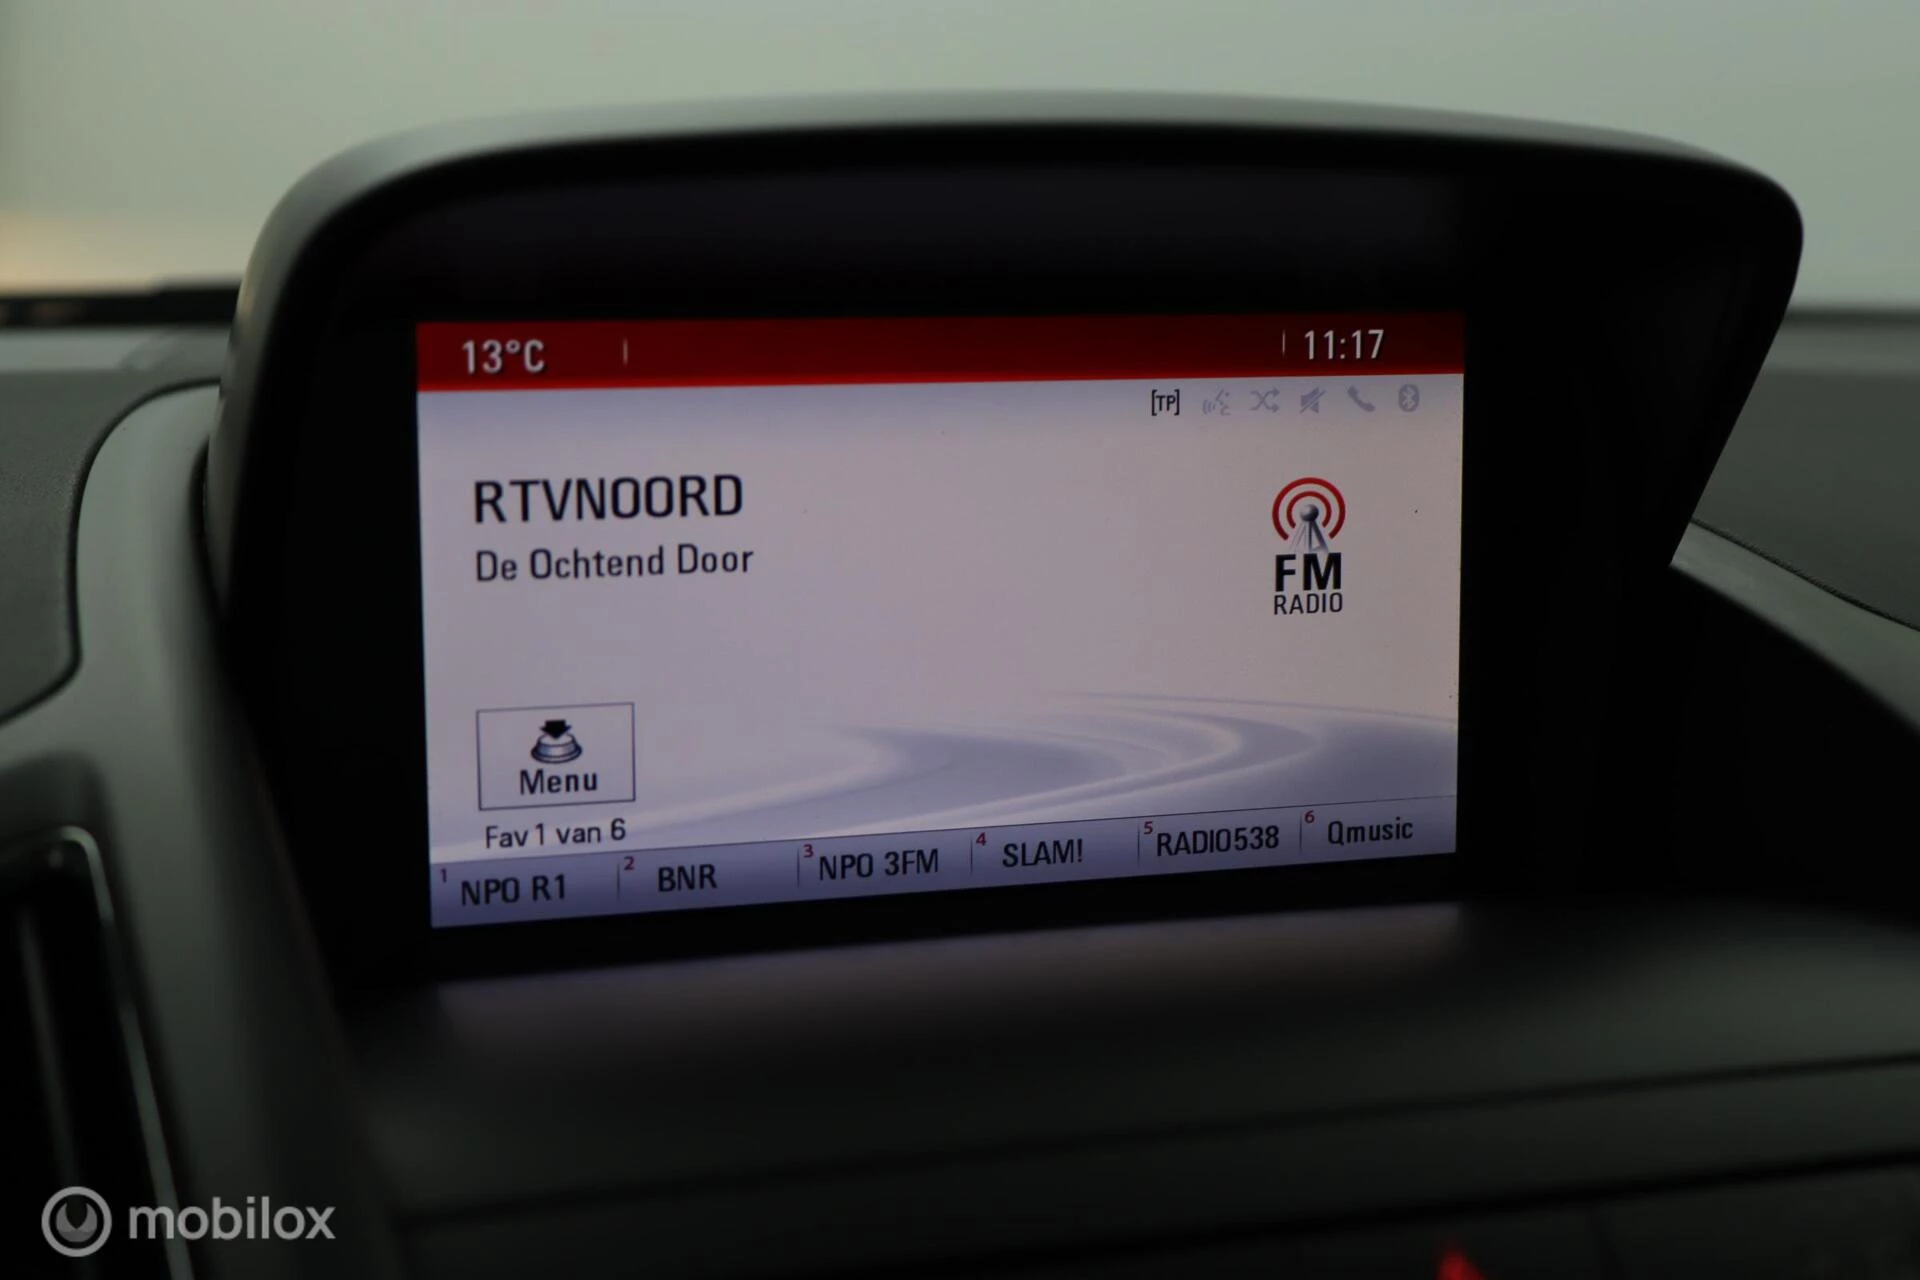 13°C 11:17
[TP]
RTVNOORD
De Ochtend Door
FM
RADIO
Menu
Fav 1 van 6
1 NPO R1 2 BNR 3 NPO 3FM 4 SLAM! 5 RADIO538 6 Qmusic
mobilox